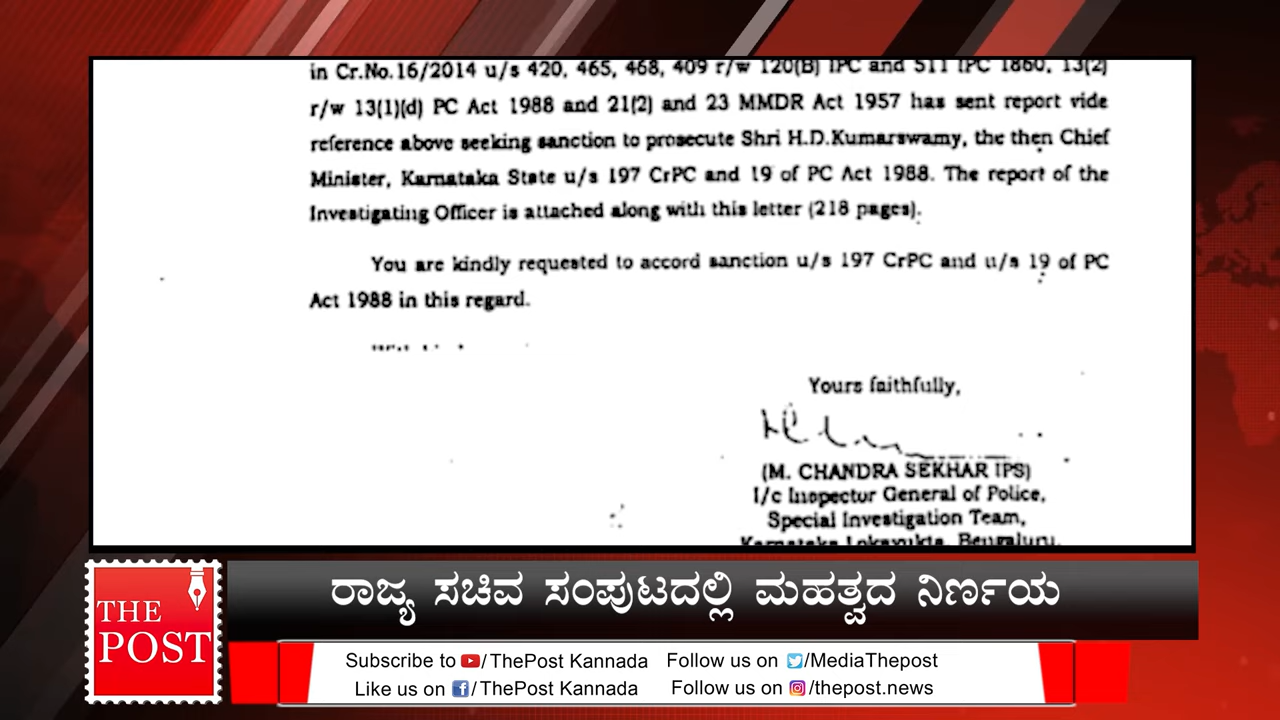 in Cr.No.16/2014 u/s 420, 465, 468, 409 r/w 120(B) IPC and 511 IPC 1860, 13(2)
r/w 13(1)(d) PC Act 1988 and 21(2) and 23 MMDR Act 1957 has sent report vide
reference above seeking sanction to prosecute Shri H.D.Kumarswamy, the then Chief
Minister, Karnataka State u/s 197 CrPC and 19 of PC Act 1988. The report of the
Investigating Officer is attached along with this letter (218 pages).
You are kindly requested to accord sanction u/s 197 CrPC and u/s 19 of PC
Act 1988 in this regard.
Yours faithfully,
(M. CHANDRA SEKHAR IPS)
I/c Inspector General of Police,
Special Investigation Team,
Karnataka Lokayukta, Bengaluru.
THE
POST
ರಾಜ್ಯ ಸಚಿವ ಸಂಪುಟದಲ್ಲಿ ಮಹತ್ವದ ನಿರ್ಣಯ
Subscribe to /ThePost Kannada Follow us on /MediaThepost
Like us on /ThePost Kannada Follow us on /thepost.news